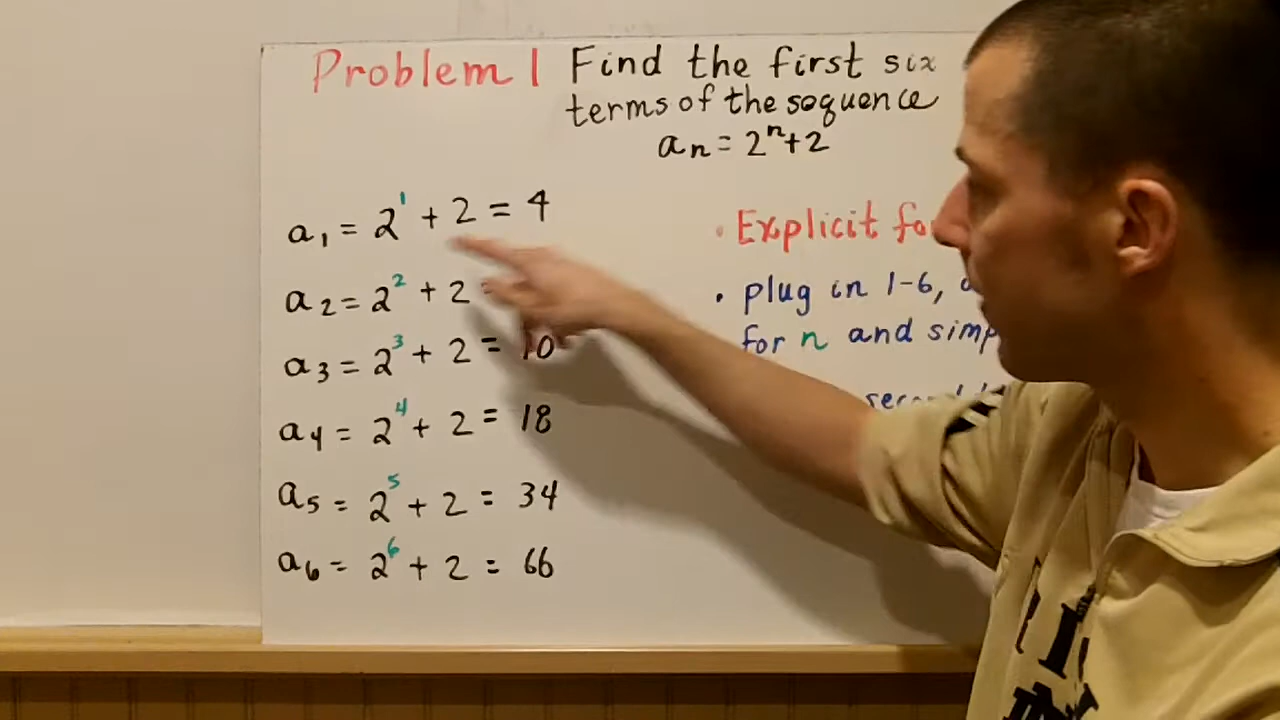 Problem 1 Find the first six
terms of the sequence
aₙ = 2ⁿ+2
a₁ = 2¹ + 2 = 4
a₂ = 2² + 2
a₃ = 2³ + 2 = 10
a₄ = 2⁴ + 2 = 18
a₅ = 2⁵ + 2 = 34
a₆ = 2⁶ + 2 = 66
• Explicit
• plug in 1-6,
for n and